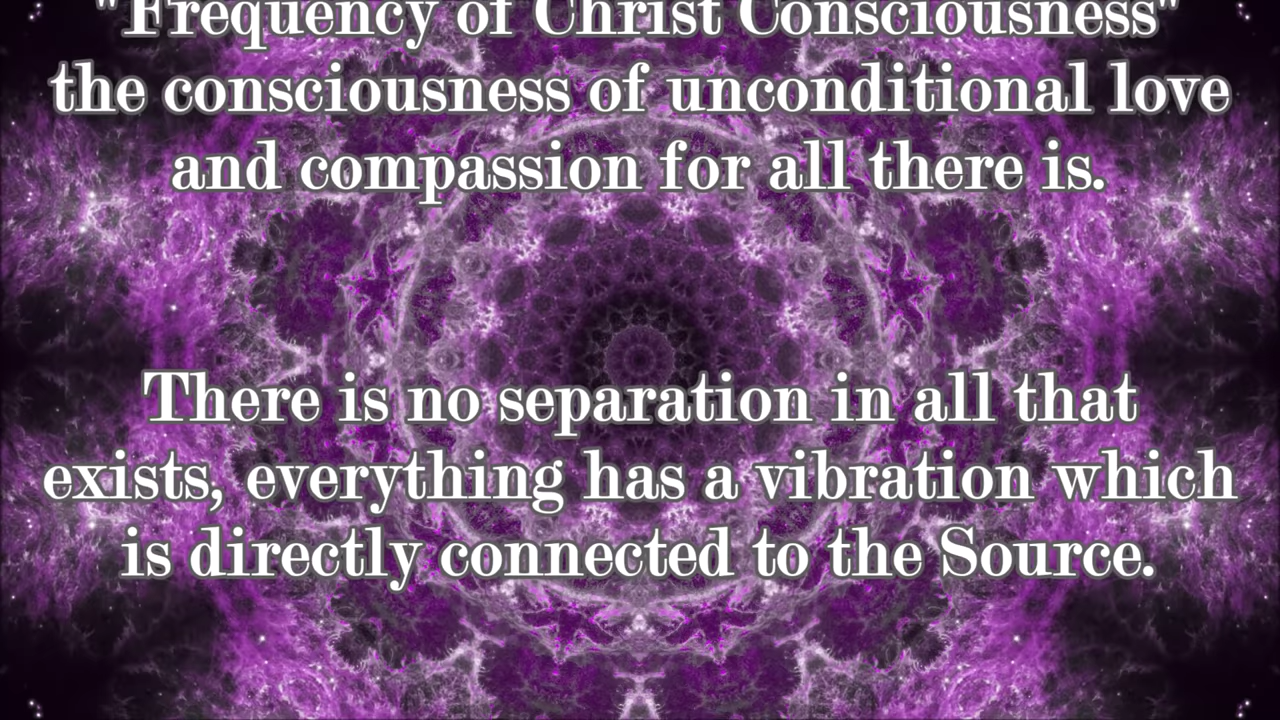 "Frequency of Christ Consciousness"
the consciousness of unconditional love
and compassion for all there is.
There is no separation in all that
exists, everything has a vibration which
is directly connected to the Source.